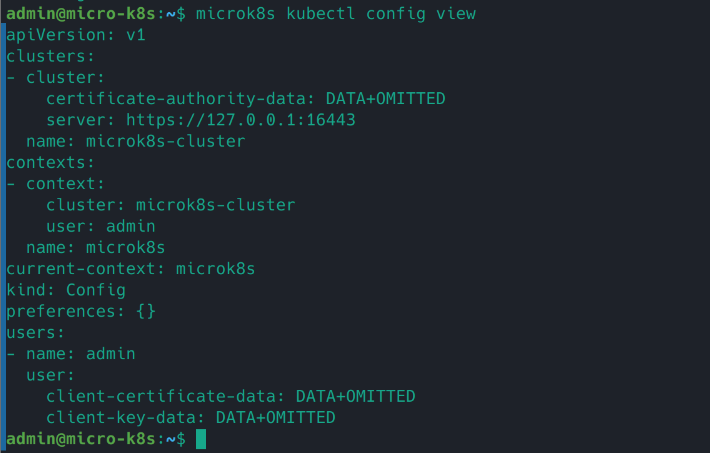 admin@micro-k8s:~$ microk8s kubectl config view
apiVersion: v1
clusters:
- cluster:
    certificate-authority-data: DATA+OMITTED
    server: https://127.0.0.1:16443
  name: microk8s-cluster
contexts:
- context:
    cluster: microk8s-cluster
    user: admin
  name: microk8s
current-context: microk8s
kind: Config
preferences: {}
users:
- name: admin
  user:
    client-certificate-data: DATA+OMITTED
    client-key-data: DATA+OMITTED
admin@micro-k8s:~$